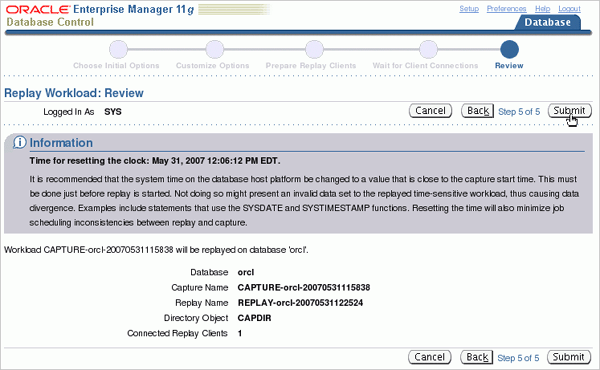 ORACLE Enterprise Manager 11g
Database Control
Setup Preferences Help Logout
Database
Choose Initial Options Customize Options Prepare Replay Clients Wait for Client Connections Review
Replay Workload: Review
Logged In As SYS
Cancel Back Step 5 of 5 Submit
Information
Time for resetting the clock: May 31, 2007 12:06:12 PM EDT.
It is recommended that the system time on the database host platform be changed to a value that is close to the capture start time. This must
be done just before replay is started. Not doing so might present an invalid data set to the replayed time-sensitive workload, thus causing data
divergence. Examples include statements that use the SYSDATE and SYSTIMESTAMP functions. Resetting the time will also minimize job
scheduling inconsistencies between replay and capture.
Workload CAPTURE-orcl-20070531115838 will be replayed on database 'orcl'.
Database orcl
Capture Name CAPTURE-orcl-20070531115838
Replay Name REPLAY-orcl-20070531122524
Directory Object CAPDIR
Connected Replay Clients 1
Cancel Back Step 5 of 5 Submit